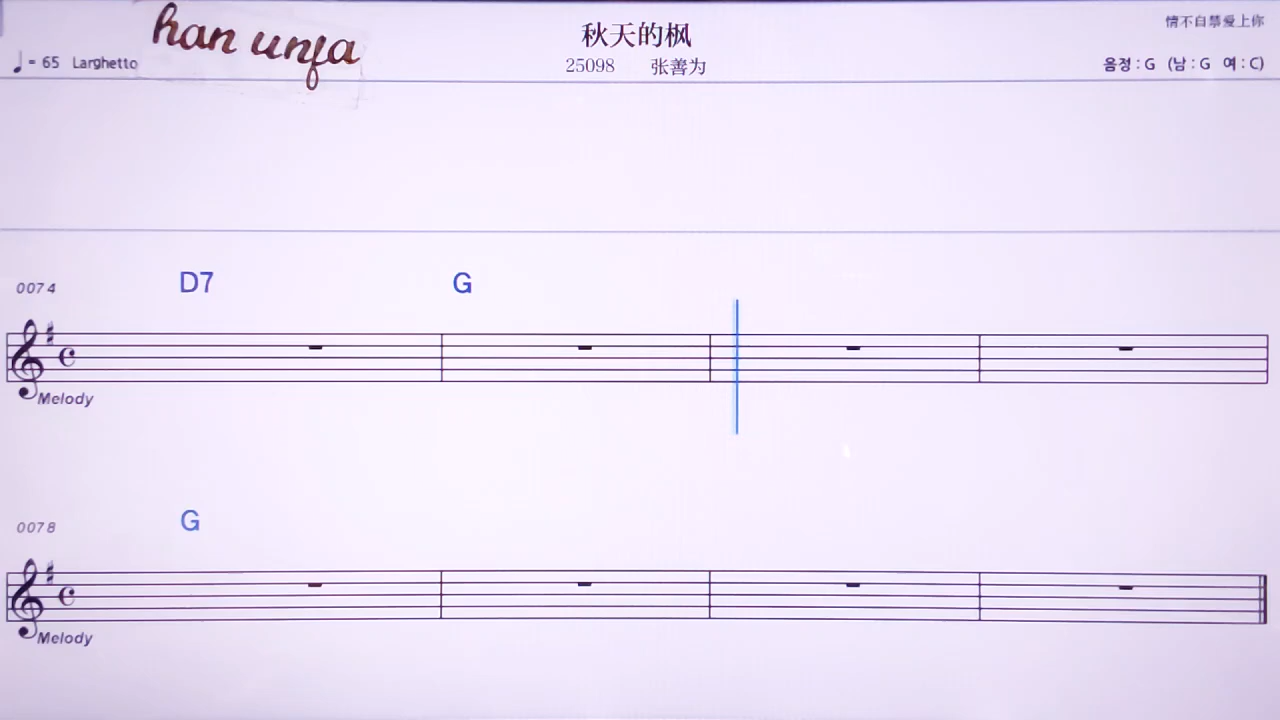 han unfa
秋天的枫
情不自禁爱上你
♩ = 65 Larghetto
25098 张善为
음정 : G (남 : G 여 : C)
D7 G
0074
Melody
G
0078
Melody